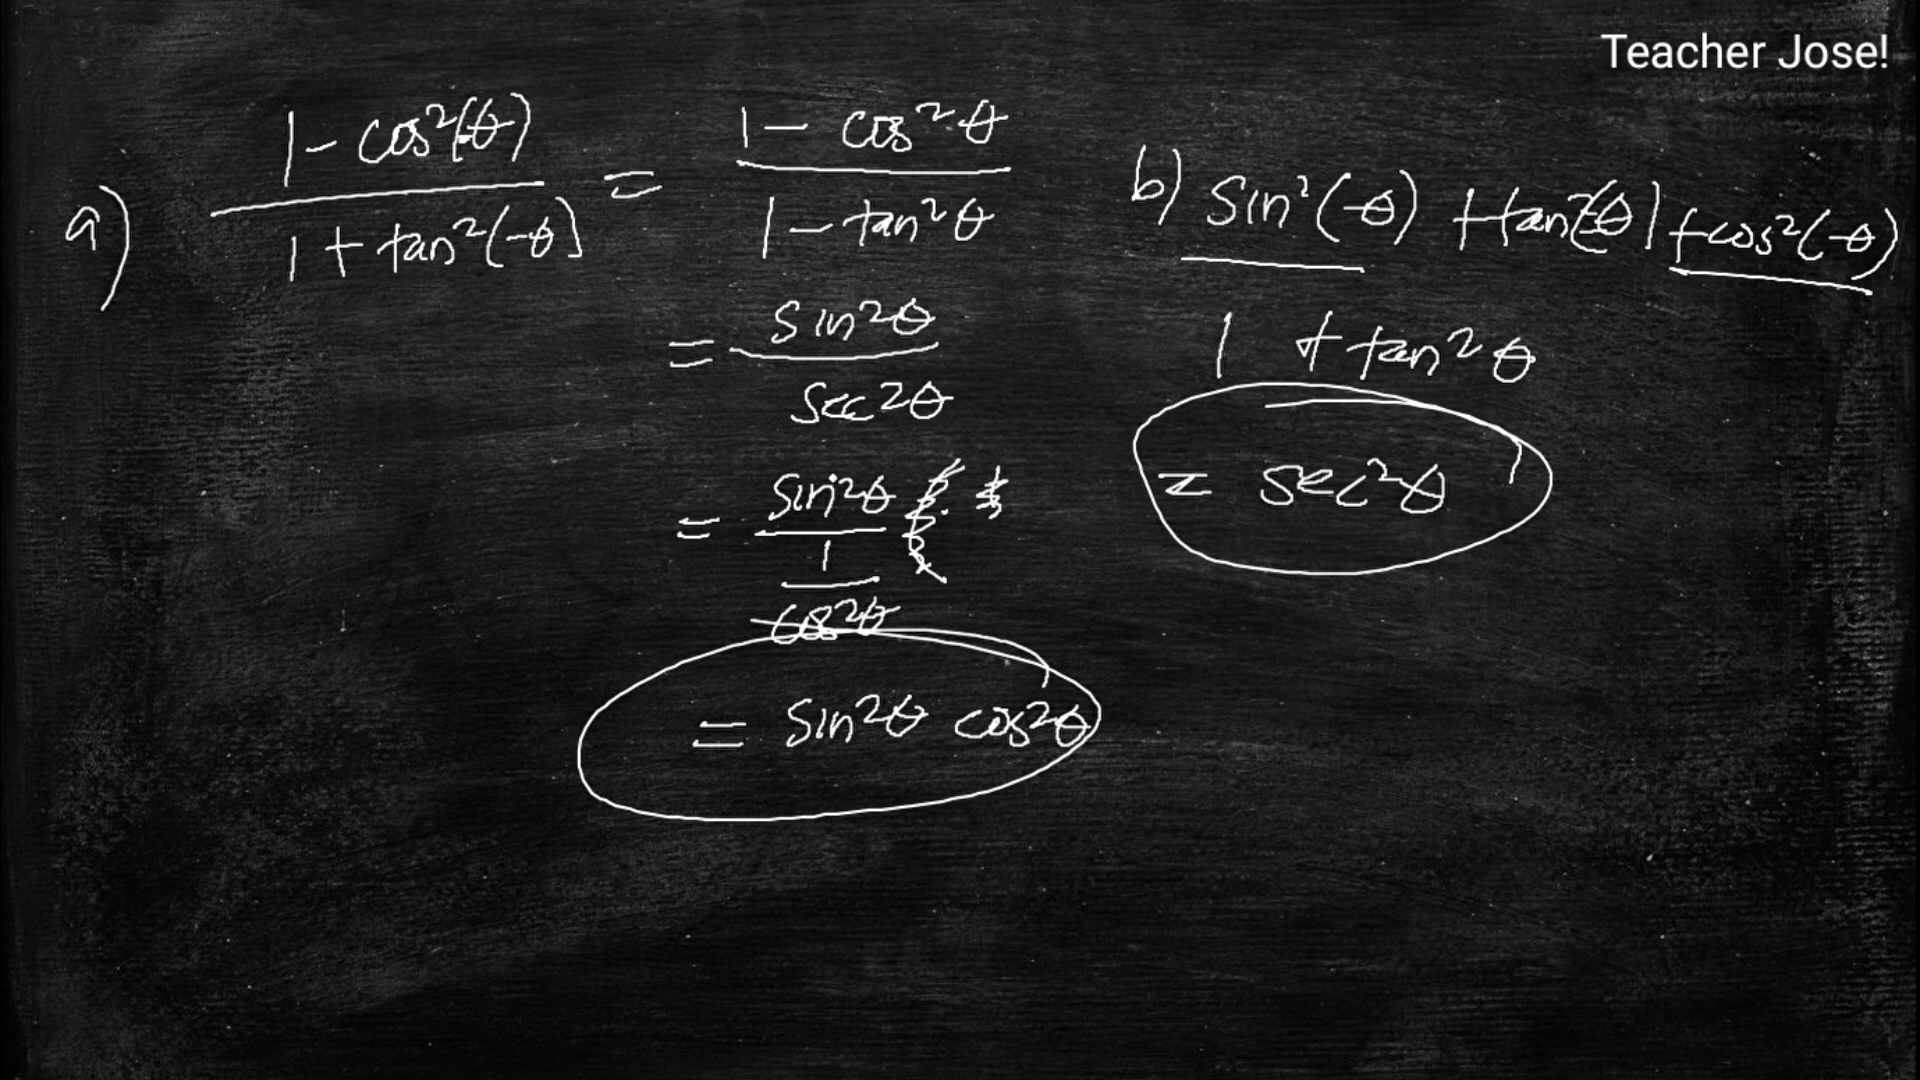 Teacher Jose!
a) (1 - cos²(-θ)) / (1 + tan²(-θ)) = (1 - cos²θ) / (1 - tan²θ)
= sin²θ / sec²θ
= sin²θ / (1 / cos²θ)
= sin²θ cos²θ
b) sin²(-θ) + tan²(-θ) + cos²(-θ)
1 + tan²θ
= sec²θ